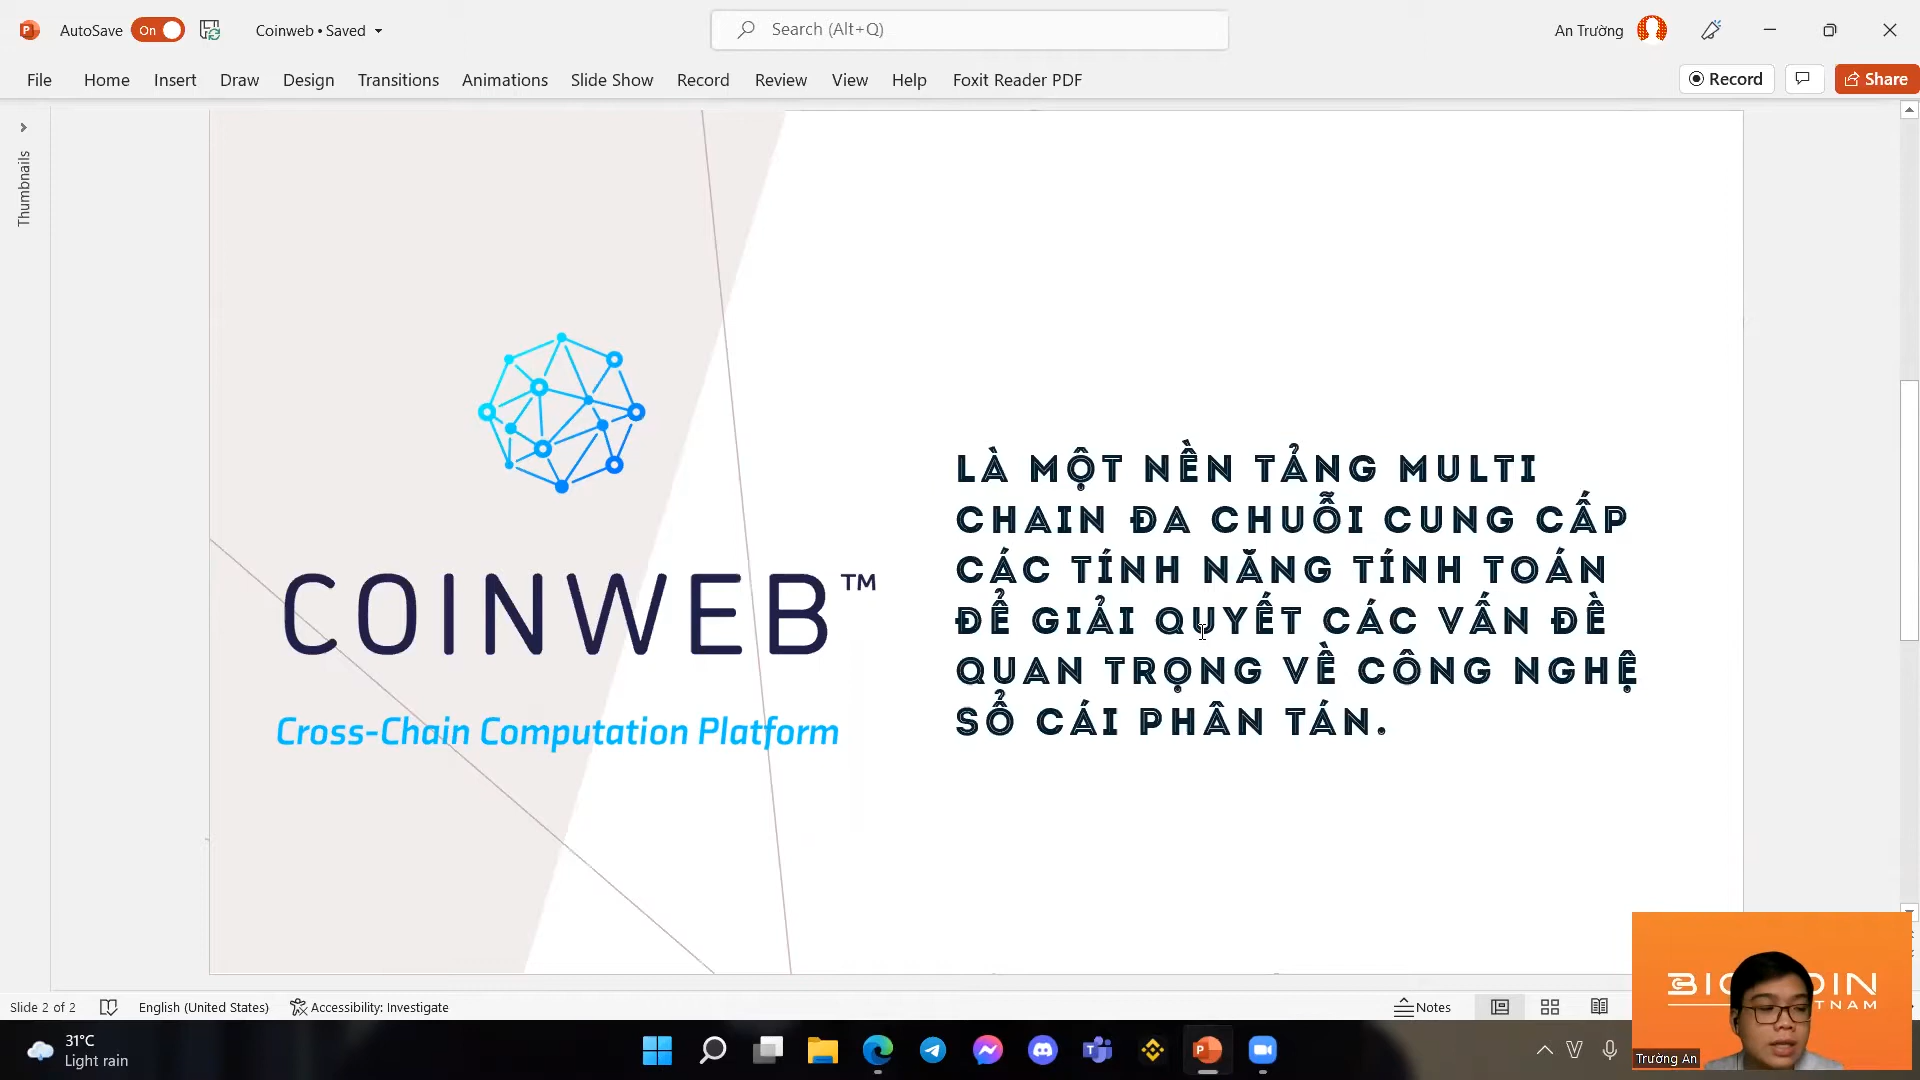 AutoSave
On
Coinweb • Saved
Search (Alt+Q)
An Trường
File
Home
Insert
Draw
Design
Transitions
Animations
Slide Show
Record
Review
View
Help
Foxit Reader PDF
Record
Share
Thumbnails
COINWEB™
Cross-Chain Computation Platform
LÀ MỘT NỀN TẢNG MULTI
CHAIN ĐA CHUỖI CUNG CẤP
CÁC TÍNH NĂNG TÍNH TOÁN
ĐỂ GIẢI QUYẾT CÁC VẤN ĐỀ
QUAN TRỌNG VỀ CÔNG NGHỆ
SỔ CÁI PHÂN TÁN.
Slide 2 of 2
English (United States)
Accessibility: Investigate
Notes
31°C
Light rain
V
Trường An